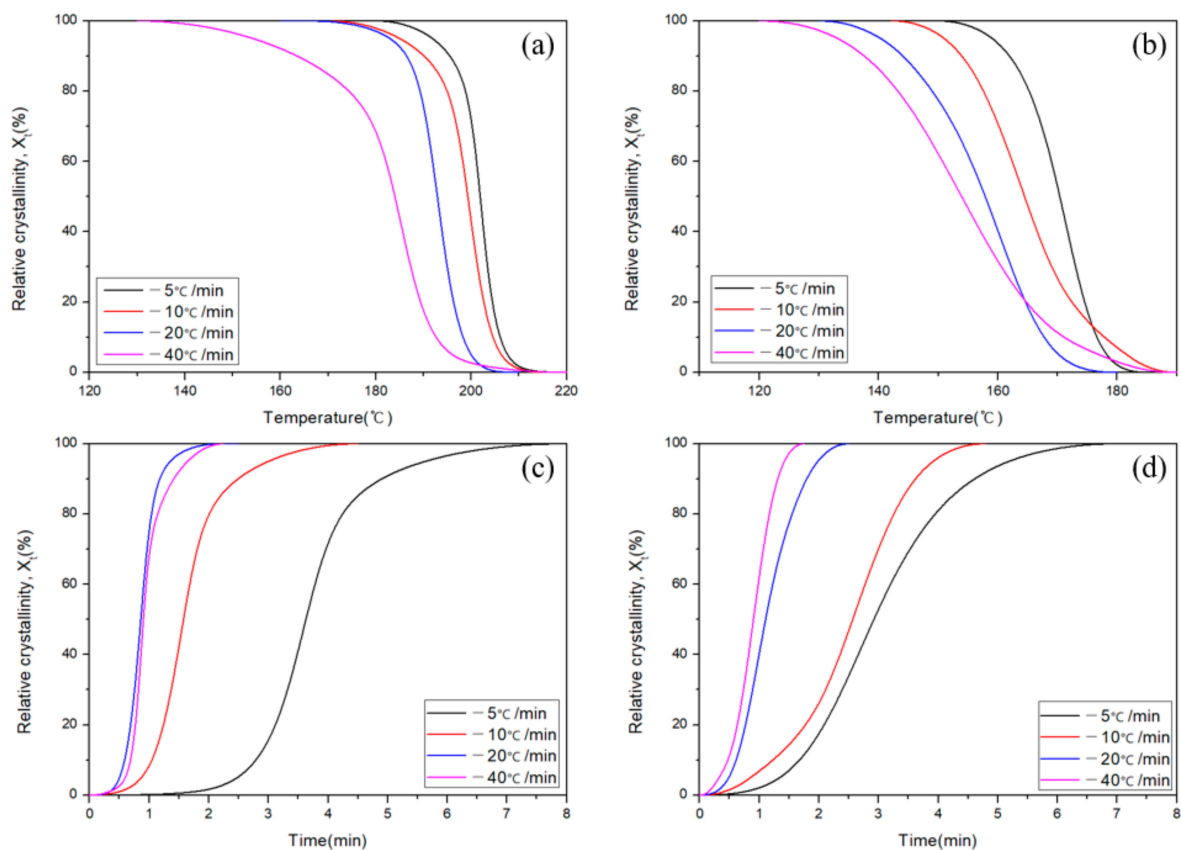 (a)
Relative crystallinity, Xt(%)
100
80
60
40
20
0
－5℃/min
－10℃/min
－20℃/min
－40℃/min
120 140 160 180 200 220
Temperature(℃)
(b)
Relative crystallinity, Xt(%)
100
80
60
40
20
0
－5℃/min
－10℃/min
－20℃/min
－40℃/min
120 140 160 180
Temperature(℃)
(c)
Relative crystallinity, Xt(%)
100
80
60
40
20
0
－5℃/min
－10℃/min
－20℃/min
－40℃/min
0 1 2 3 4 5 6 7 8
Time(min)
(d)
Relative crystallinity, Xt(%)
100
80
60
40
20
0
－5℃/min
－10℃/min
－20℃/min
－40℃/min
0 1 2 3 4 5 6 7 8
Time(min)